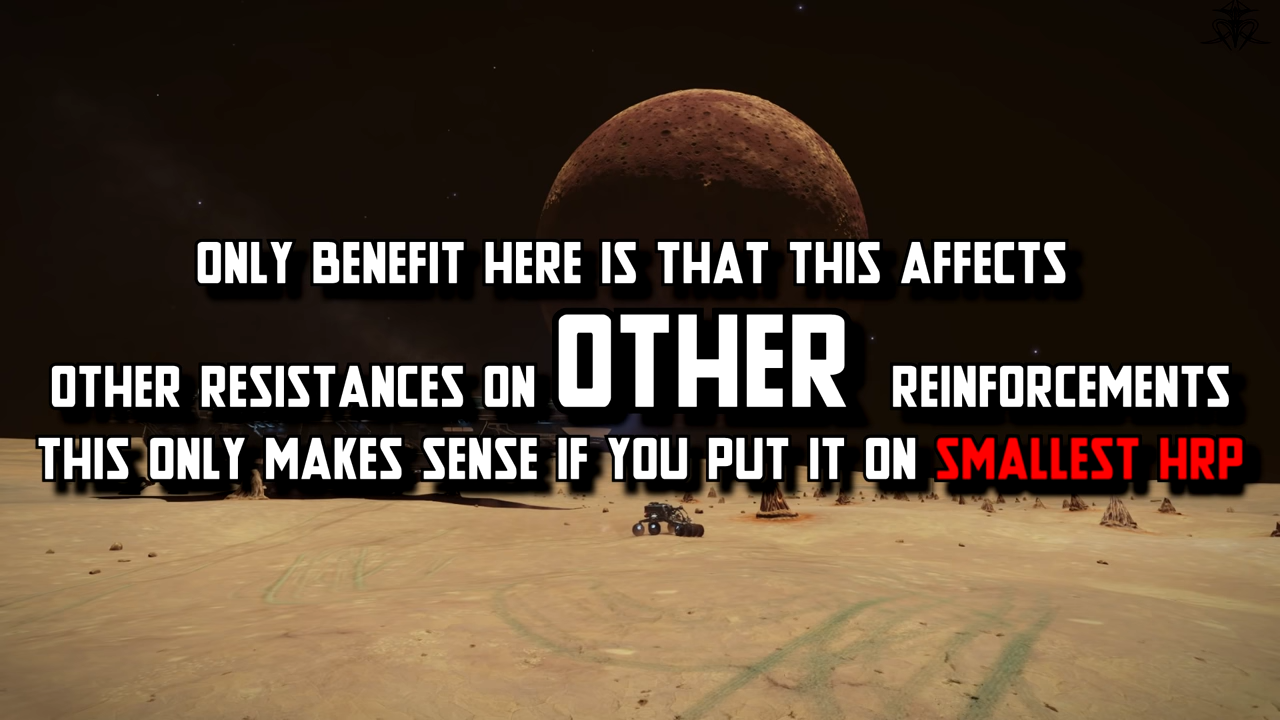 ONLY BENEFIT HERE IS THAT THIS AFFECTS
OTHER RESISTANCES ON OTHER REINFORCEMENTS
THIS ONLY MAKES SENSE IF YOU PUT IT ON SMALLEST HRP